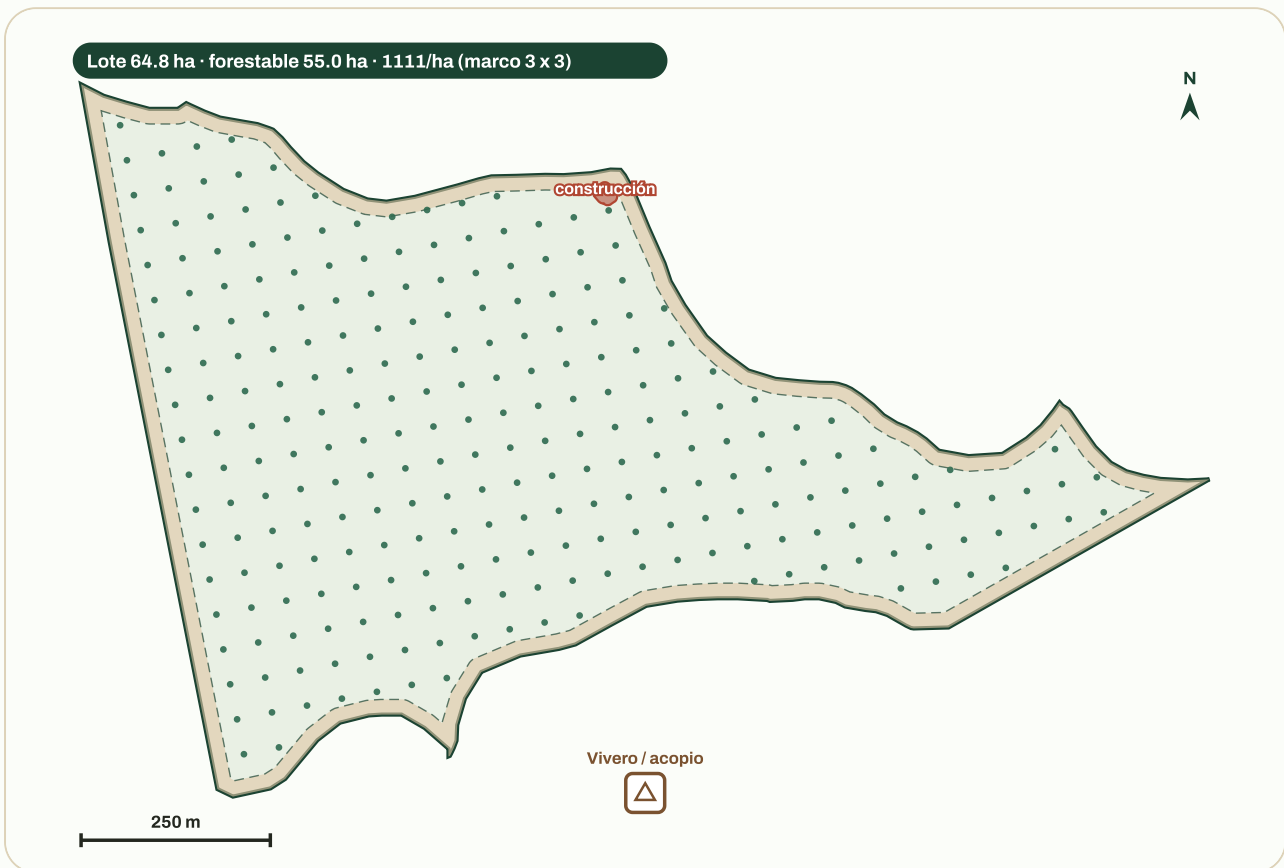 Lote 64.8 ha · forestable 55.0 ha · 1111/ha (marco 3 x 3)
N
construcción
Vivero / acopio
250 m